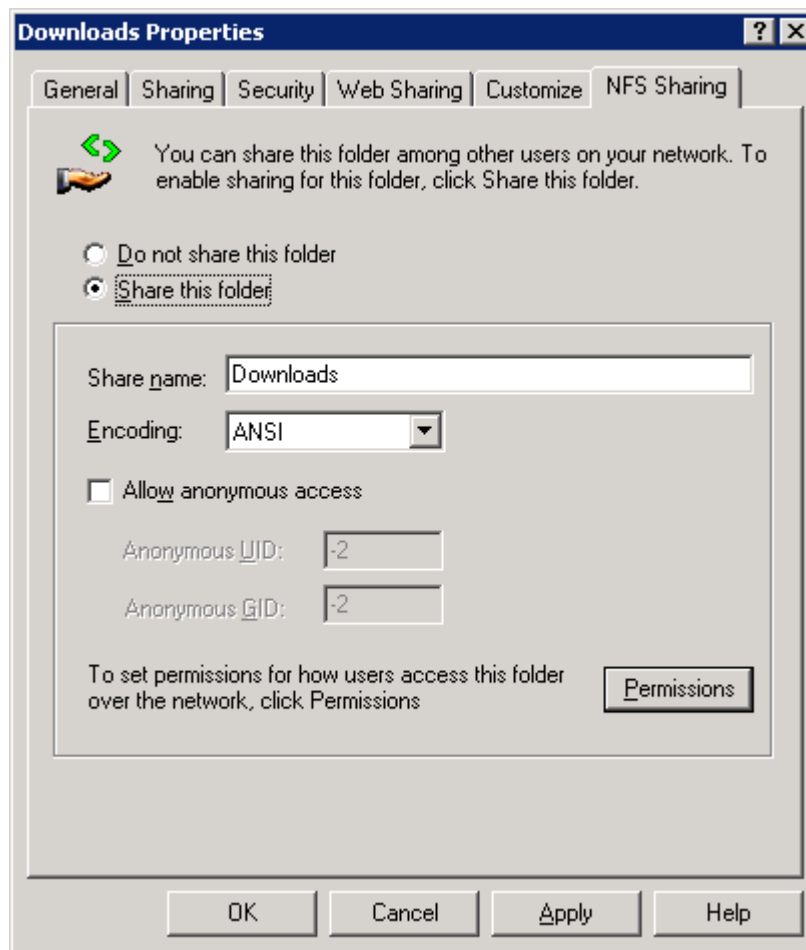 Downloads Properties
General Sharing Security Web Sharing Customize NFS Sharing
You can share this folder among other users on your network. To
enable sharing for this folder, click Share this folder.
Do not share this folder
Share this folder
Share name: Downloads
Encoding: ANSI
Allow anonymous access
Anonymous UID: -2
Anonymous GID: -2
To set permissions for how users access this folder
over the network, click Permissions
Permissions
OK Cancel Apply Help